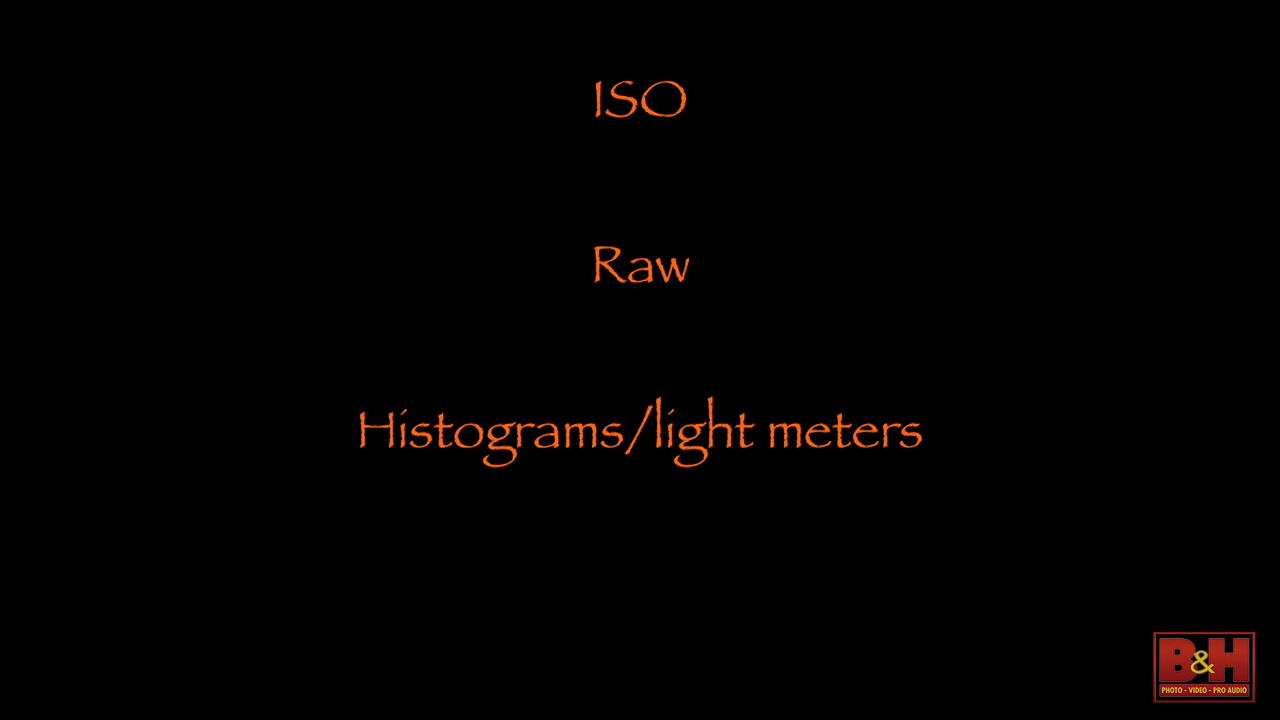 ISO
Raw
Histograms/light meters
B&H
PHOTO - VIDEO - PRO AUDIO